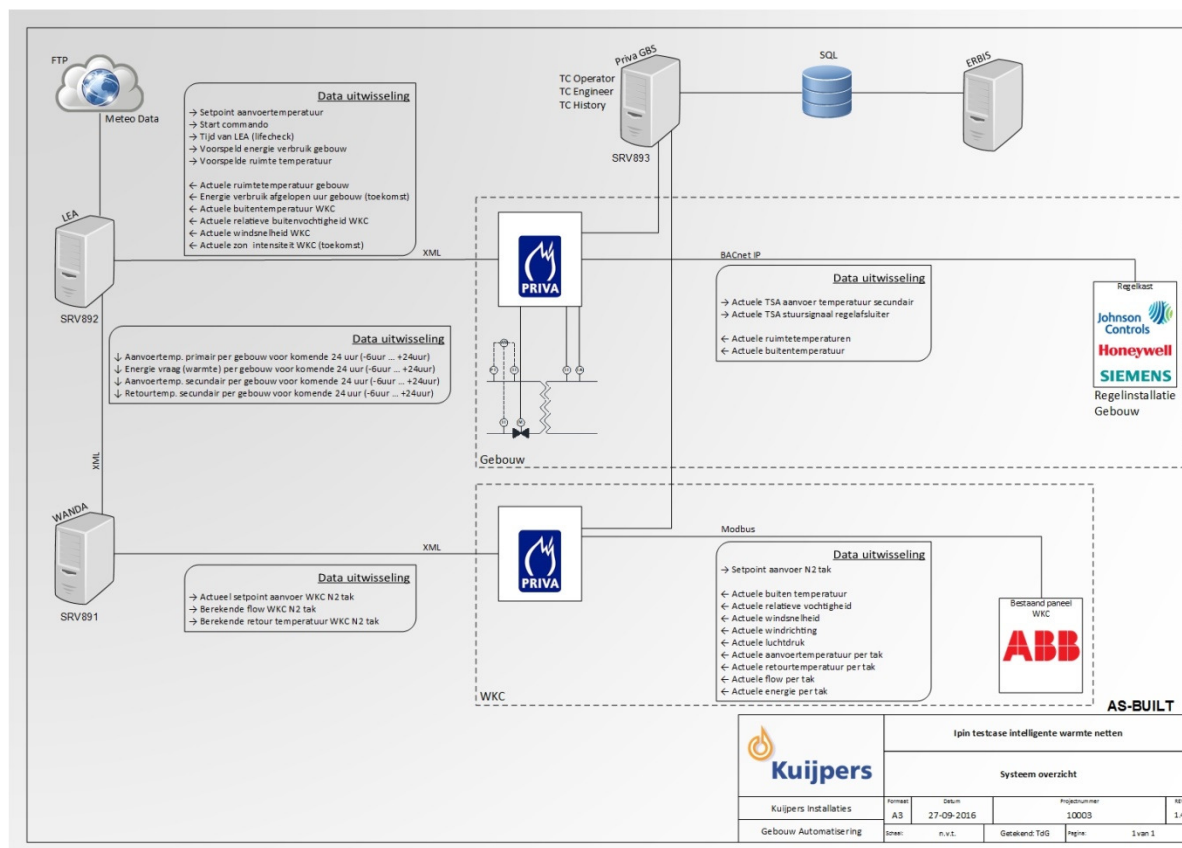 FTP
Meteo Data
Data uitwisseling
→ Setpoint aanvoertemperatuur
→ Start commando
→ Tijd van LEA (lifecheck)
→ Voorspeld energie verbruik gebouw
→ Voorspelde ruimte temperatuur
← Actuele ruimtetemperatuur gebouw
← Energie verbruik afgelopen uur gebouw (toekomst)
← Actuele buitentemperatuur WKC
← Actuele relatieve buitenvochtigheid WKC
← Actuele windsnelheid WKC
← Actuele zon intensiteit WKC (toekomst)
Priva GBS
TC Operator
TC Engineer
TC History
SRV893
SQL
ERBIS
LEA
SRV892
XML
PRIVA
BACnet IP
Data uitwisseling
→ Actuele TSA aanvoer temperatuur secundair
→ Actuele TSA stuursignaal regelafsluiter
← Actuele ruimtetemperaturen
← Actuele buitentemperatuur
Regelkast
Johnson
Controls
Honeywell
SIEMENS
Regelinstallatie
Gebouw
Data uitwisseling
↓ Aanvoertemp. primair per gebouw voor komende 24 uur (-6uur ... +24uur)
↓ Energie vraag (warmte) per gebouw voor komende 24 uur (-6uur ... +24uur)
↓ Aanvoertemp. secundair per gebouw voor komende 24 uur (-6uur ... +24uur)
↓ Retourtemp. secundair per gebouw voor komende 24 uur (-6uur ... +24uur)
Gebouw
XML
WANDA
SRV891
XML
Data uitwisseling
→ Actueel setpoint aanvoer WKC N2 tak
→ Berekende flow WKC N2 tak
→ Berekende retour temperatuur WKC N2 tak
PRIVA
Modbus
Data uitwisseling
→ Setpoint aanvoer N2 tak
← Actuele buiten temperatuur
← Actuele relatieve vochtigheid
← Actuele windsnelheid
← Actuele windrichting
← Actuele luchtdruk
← Actuele aanvoertemperatuur per tak
← Actuele retourtemperatuur per tak
← Actuele flow per tak
← Actuele energie per tak
Bestaand paneel
WKC
ABB
WKC
AS-BUILT
Kuijpers
Kuijpers Installaties
Gebouw Automatisering
Ipin testcase intelligente warmte netten
Systeem overzicht
Formaat Datum Projectnummer
A3 27-09-2016 10003
Schaal: n.v.t. Getekend: TdG Pagina: 1 van 1